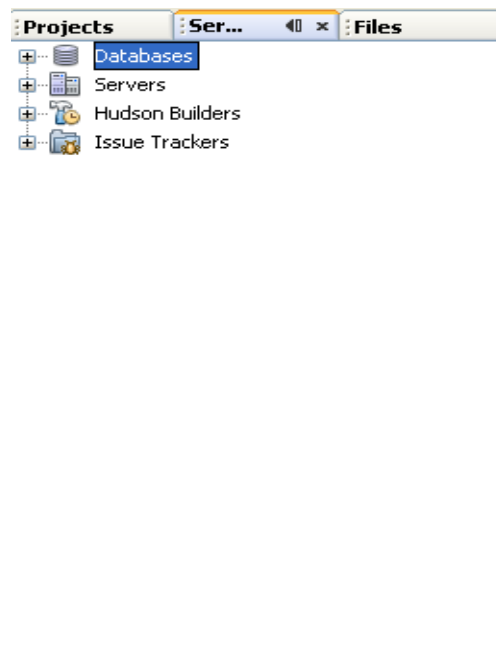 Projects Ser... Files
Databases
Servers
Hudson Builders
Issue Trackers